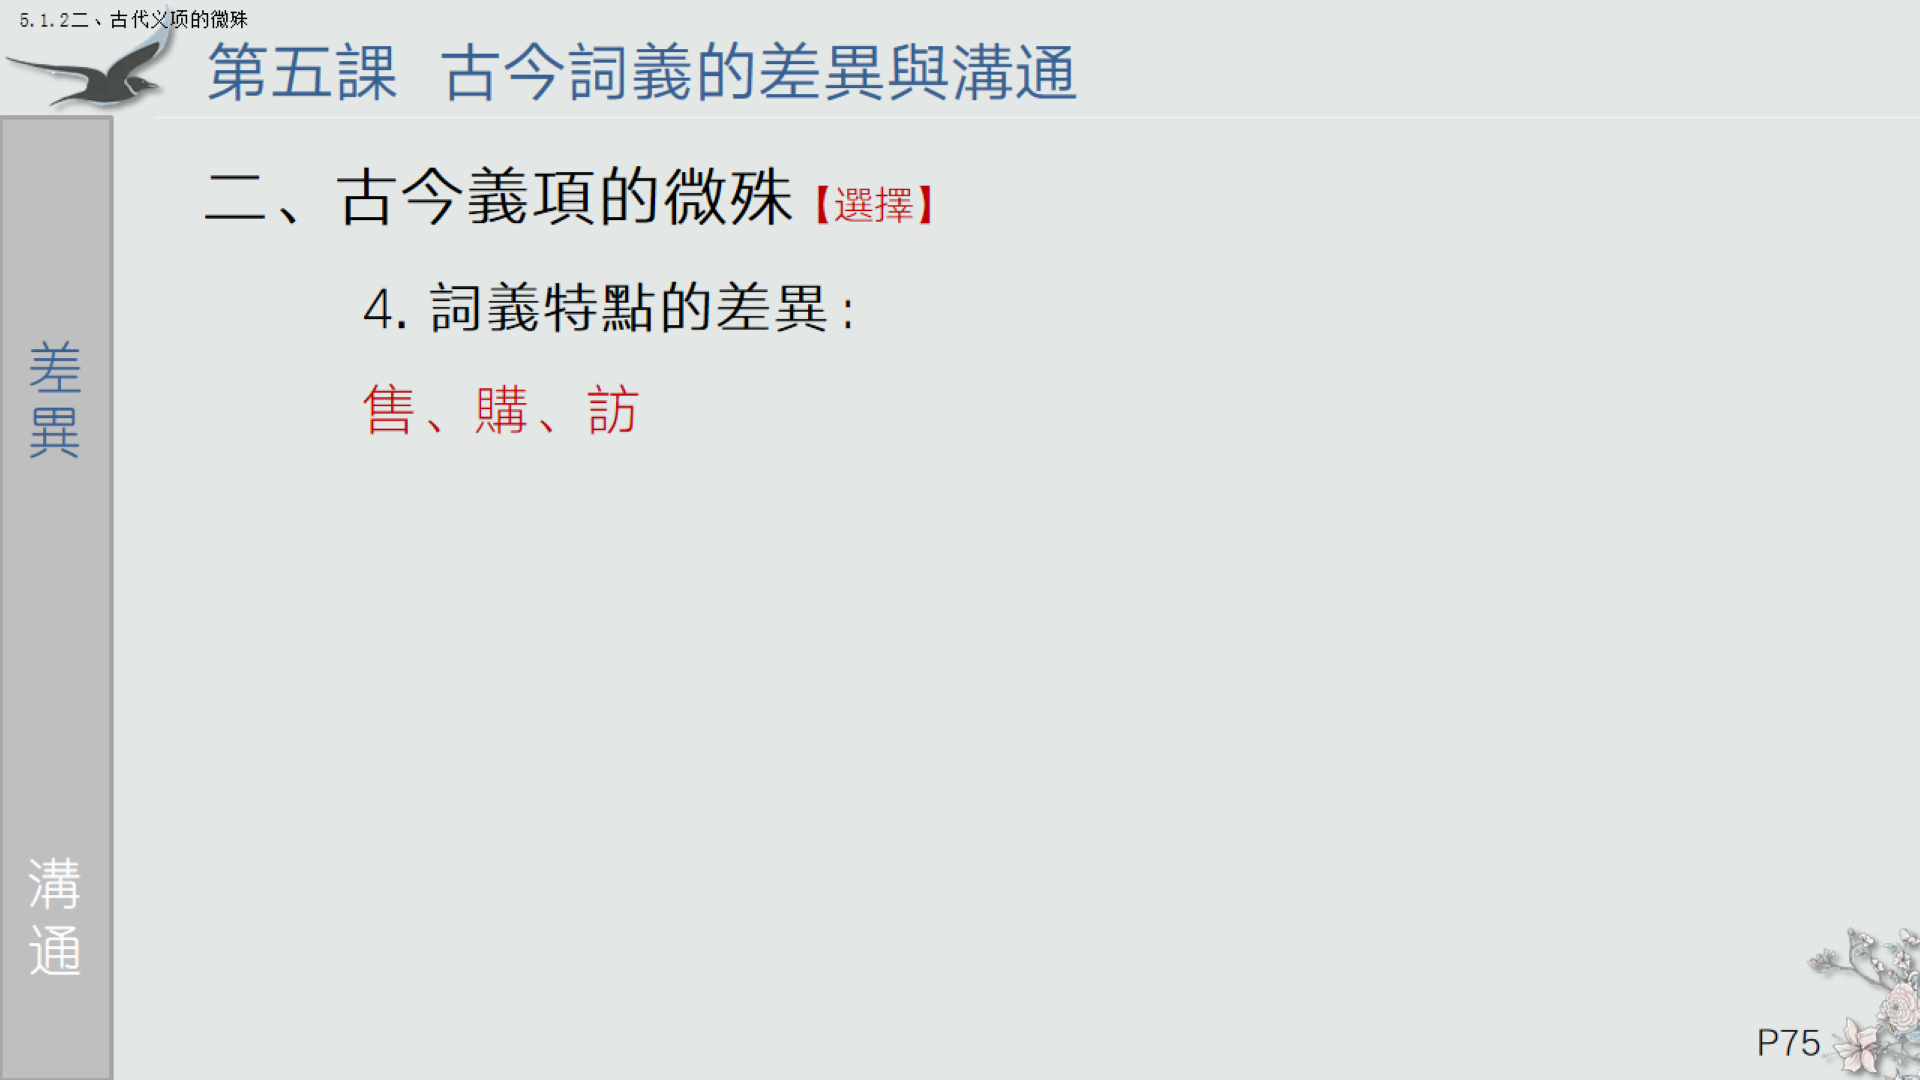 5.1.2二、古代义项的微殊
第五課 古今詞義的差異與溝通
二、古今義項的微殊【選擇】
4. 詞義特點的差異:
售、購、訪
差異
溝通
P75